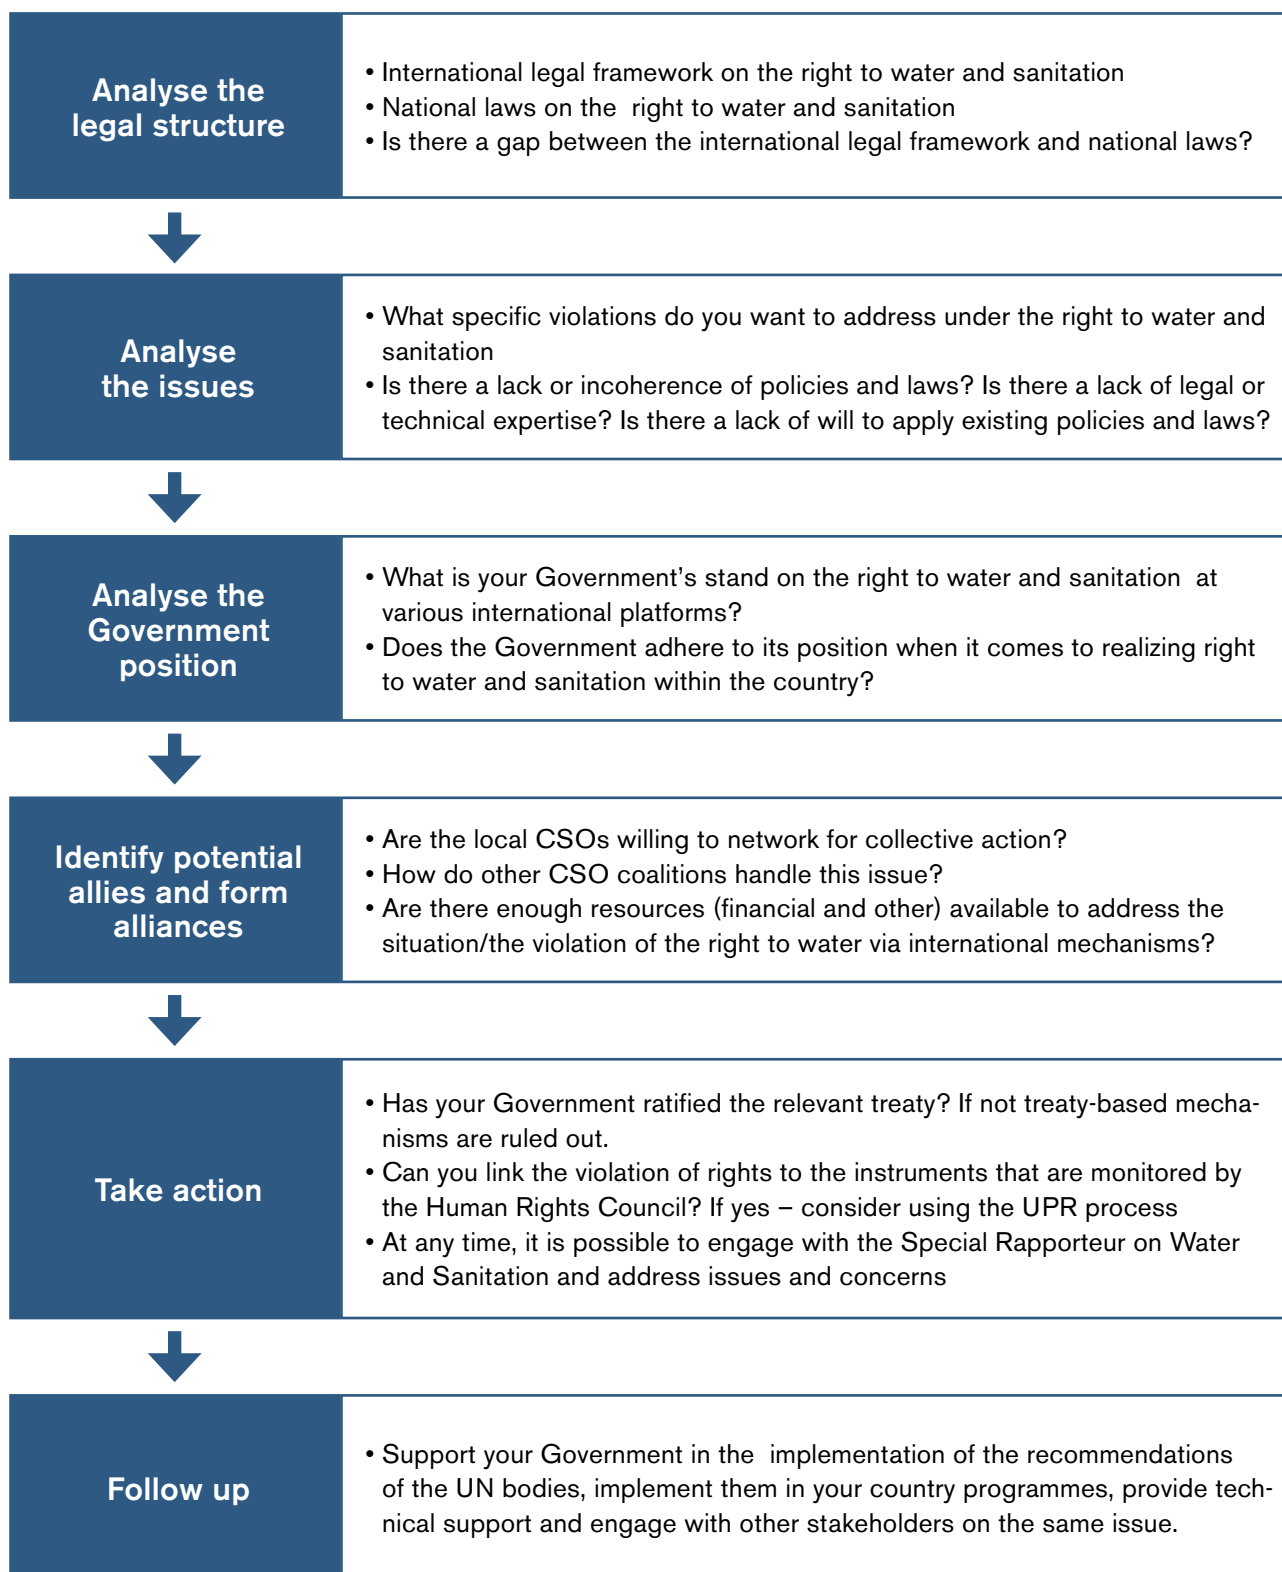 Analyse the
legal structure
• International legal framework on the right to water and sanitation
• National laws on the right to water and sanitation
• Is there a gap between the international legal framework and national laws?
Analyse
the issues
• What specific violations do you want to address under the right to water and
sanitation
• Is there a lack or incoherence of policies and laws? Is there a lack of legal or
technical expertise? Is there a lack of will to apply existing policies and laws?
Analyse the
Government
position
• What is your Government's stand on the right to water and sanitation at
various international platforms?
• Does the Government adhere to its position when it comes to realizing right
to water and sanitation within the country?
Identify potential
allies and form
alliances
• Are the local CSOs willing to network for collective action?
• How do other CSO coalitions handle this issue?
• Are there enough resources (financial and other) available to address the
situation/the violation of the right to water via international mechanisms?
Take action
• Has your Government ratified the relevant treaty? If not treaty-based mecha-
nisms are ruled out.
• Can you link the violation of rights to the instruments that are monitored by
the Human Rights Council? If yes – consider using the UPR process
• At any time, it is possible to engage with the Special Rapporteur on Water
and Sanitation and address issues and concerns
Follow up
• Support your Government in the implementation of the recommendations
of the UN bodies, implement them in your country programmes, provide tech-
nical support and engage with other stakeholders on the same issue.